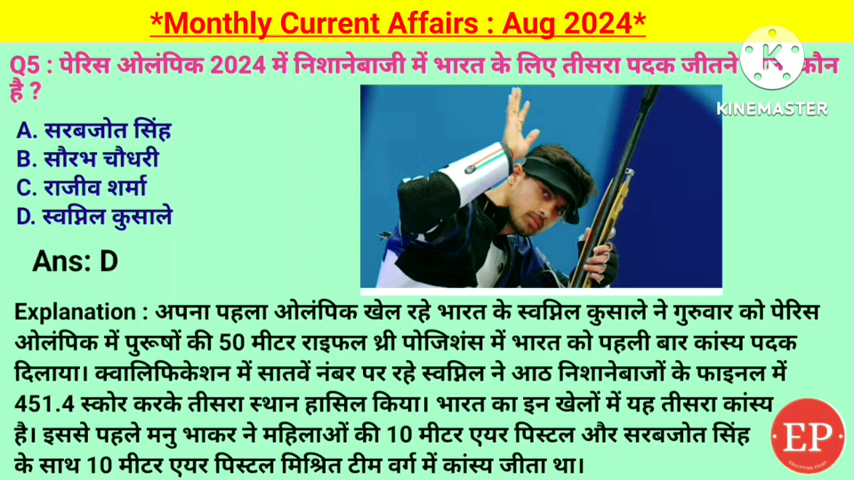 *Monthly Current Affairs : Aug 2024*
Q5 : पेरिस ओलंपिक 2024 में निशानेबाजी में भारत के लिए तीसरा पदक जीतने कौन
है ?
KINEMASTER
A. सरबजोत सिंह
B. सौरभ चौधरी
C. राजीव शर्मा
D. स्वप्निल कुसाले
Ans: D
Explanation : अपना पहला ओलंपिक खेल रहे भारत के स्वप्निल कुसाले ने गुरुवार को पेरिस
ओलंपिक में पुरूषों की 50 मीटर राइफल थ्री पोजिशंस में भारत को पहली बार कांस्य पदक
दिलाया। क्वालिफिकेशन में सातवें नंबर पर रहे स्वप्निल ने आठ निशानेबाजों के फाइनल में
451.4 स्कोर करके तीसरा स्थान हासिल किया। भारत का इन खेलों में यह तीसरा कांस्य
है। इससे पहले मनु भाकर ने महिलाओं की 10 मीटर एयर पिस्टल और सरबजोत सिंह
के साथ 10 मीटर एयर पिस्टल मिश्रित टीम वर्ग में कांस्य जीता था।
EP
EDUCATION POINT